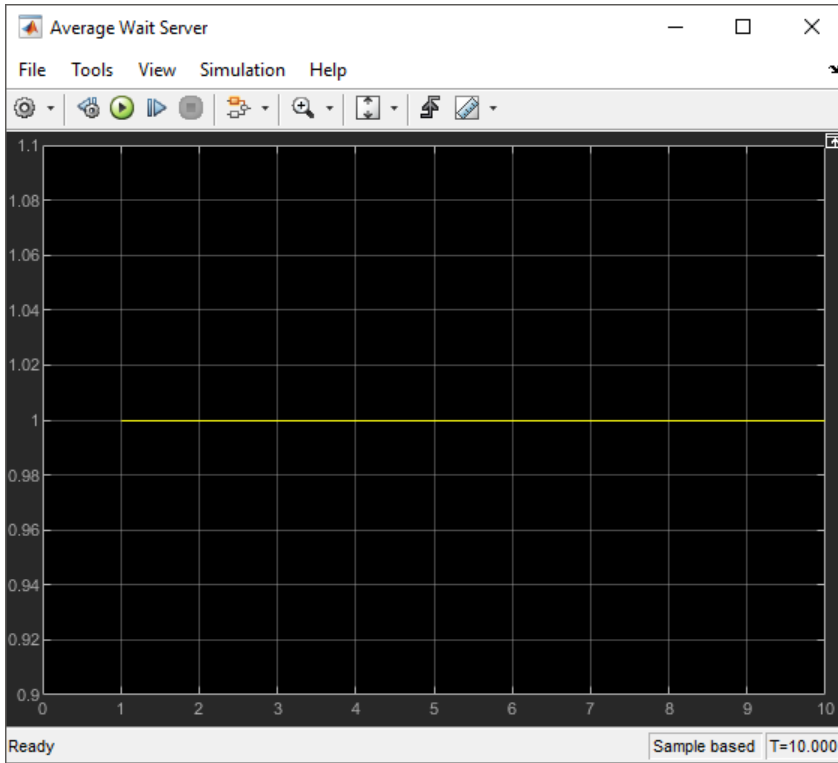 Average Wait Server
File Tools View Simulation Help
1.1
1.08
1.06
1.04
1.02
1
0.98
0.96
0.94
0.92
0.9
0 1 2 3 4 5 6 7 8 9 10
Ready Sample based T=10.000